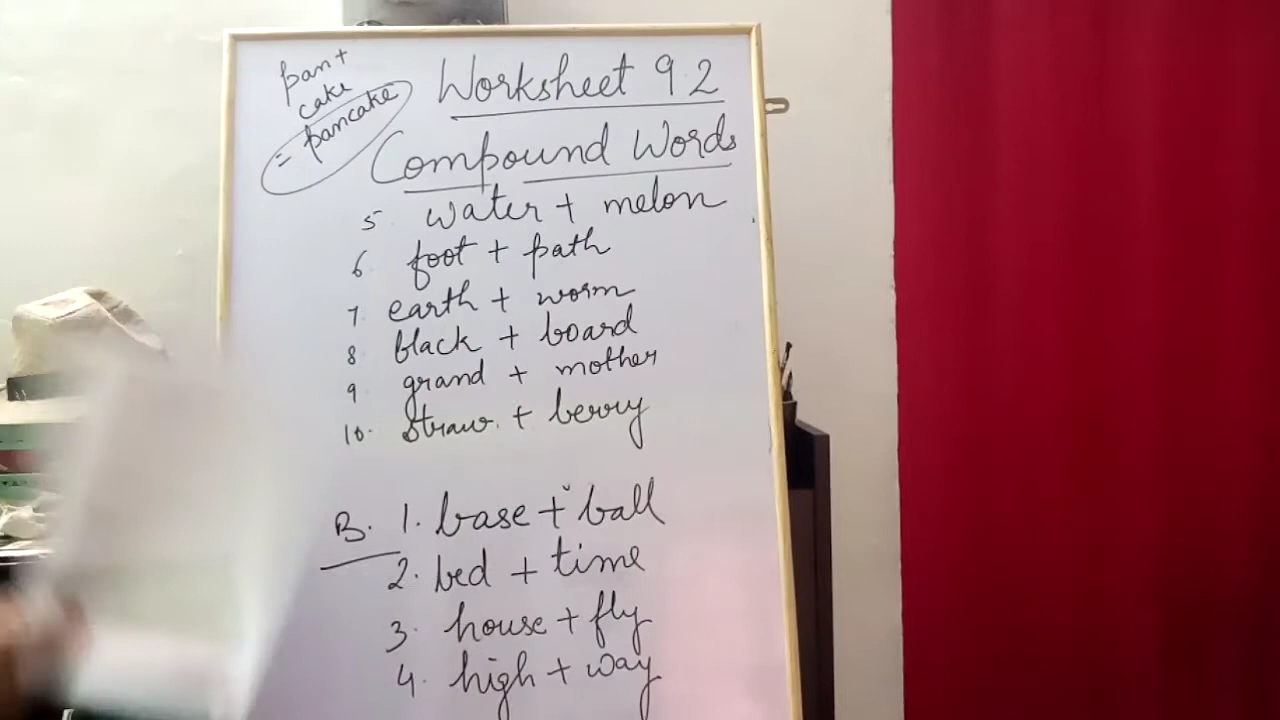 pan +
cake
= pancake
Worksheet 9.2
Compound Words
5 water + melon
6. foot + path
7 earth + worm
8 black + board
9 grand + mother
10. straw + berry
B. 1. base + ball
2. bed + time
3. house + fly
4. high + way